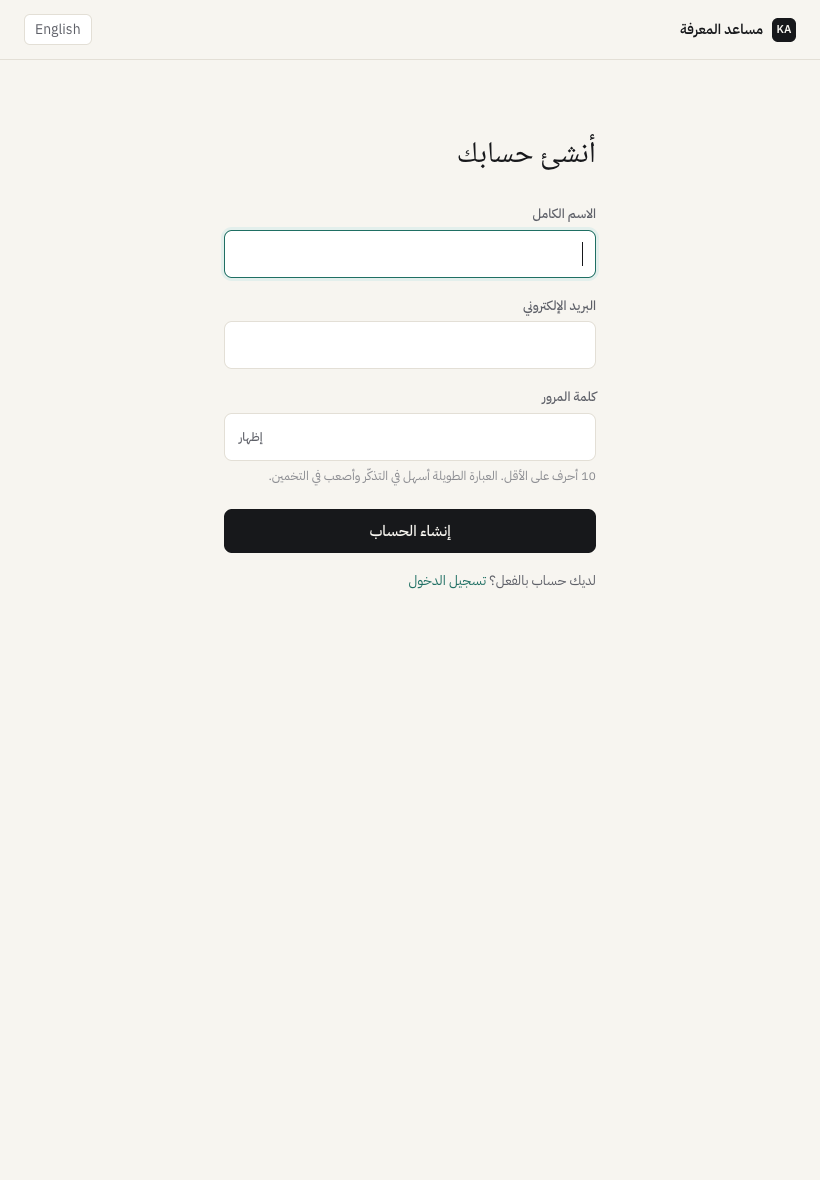 KA مساعد المعرفة
English
أنشئ حسابك
الاسم الكامل
البريد الإلكتروني
كلمة المرور
إظهار
10 أحرف على الأقل. العبارة الطويلة أسهل في التذكّر وأصعب في التخمين.
إنشاء الحساب
لديك حساب بالفعل؟ تسجيل الدخول